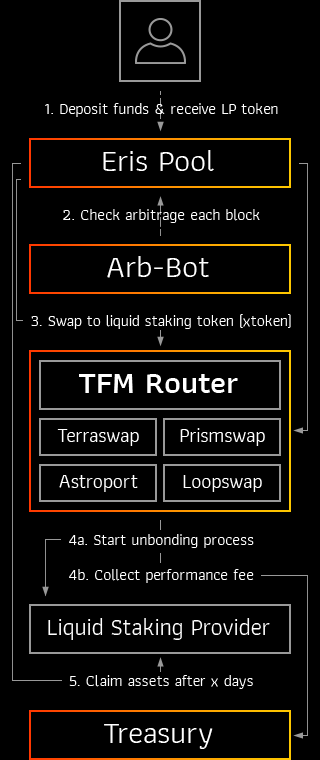 1. Deposit funds & receive LP token
Eris Pool
2. Check arbitrage each block
Arb-Bot
3. Swap to liquid staking token [xtoken]
TFM Router
Terraswap
Prismswap
Astroport
Loopswap
4a. Start unbonding process
4b. Collect performance fee
Liquid Staking Provider
5. Claim assets after x days
Treasury